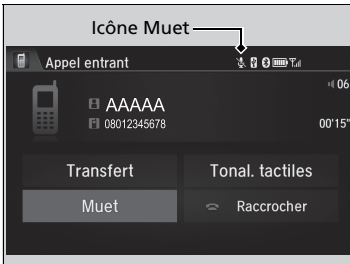 Icône Muet
Appel entrant
06
AAAAA
08012345678
00'15"
Transfert
Tonal. tactiles
Muet
Raccrocher